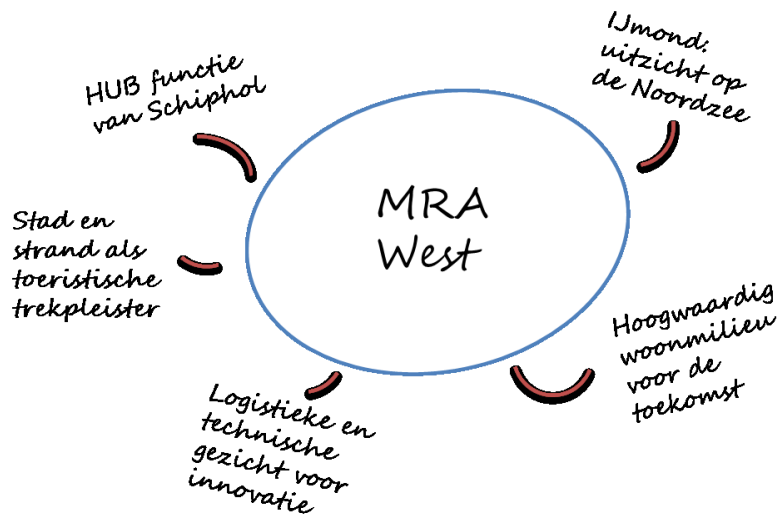 IJmond:
uitzicht op
de Noordzee
HUB functie
van Schiphol
MRA
West
Stad en
strand als
toeristische
trekpleister
Hoogwaardig
woonmilieu
voor de
toekomst
Logistieke en
technische
gezicht voor
innovatie